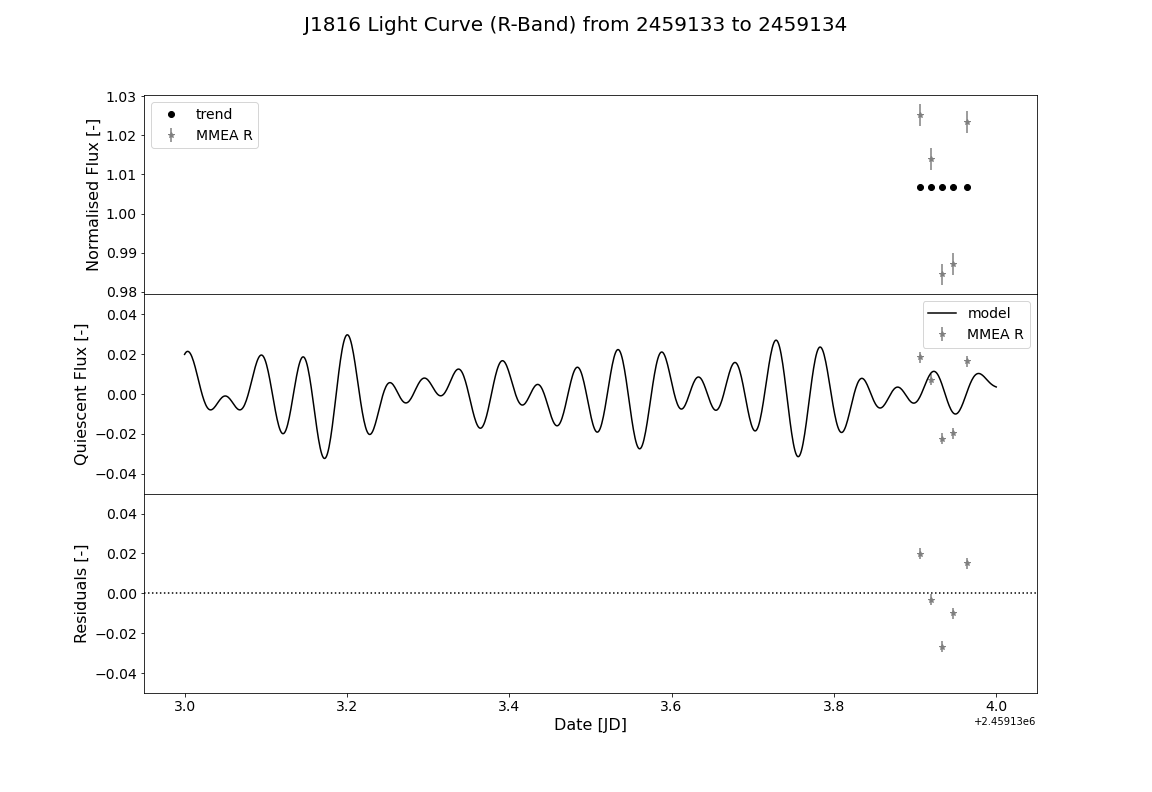 J1816 Light Curve (R-Band) from 2459133 to 2459134
Normalised Flux [-]
1.03
1.02
1.01
1.00
0.99
0.98
trend
MMEA R
Quiescent Flux [-]
0.04
0.02
0.00
−0.02
−0.04
model
MMEA R
Residuals [-]
0.04
0.02
0.00
−0.02
−0.04
3.0 3.2 3.4 3.6 3.8 4.0
+2.45913e6
Date [JD]